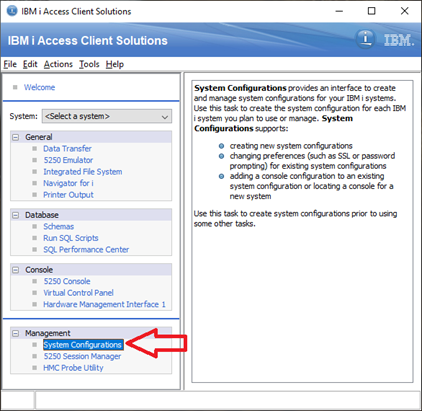 IBM i Access Client Solutions
IBM i Access Client Solutions
IBM.
File Edit Actions Tools Help
Welcome
System: <Select a system>
General
Data Transfer
5250 Emulator
Integrated File System
Navigator for i
Printer Output
Database
Schemas
Run SQL Scripts
SQL Performance Center
Console
5250 Console
Virtual Control Panel
Hardware Management Interface 1
Management
System Configurations
5250 Session Manager
HMC Probe Utility
System Configurations provides an interface to create
and manage system configurations for your IBM i systems.
Use this task to create the system configuration for each IBM
i system you plan to use or manage. System
Configurations supports:
creating new system configurations
changing preferences (such as SSL or password
prompting) for existing system configurations
adding a console configuration to an existing
system configuration or locating a console for a
new system
Use this task to create system configurations prior to using
some other tasks.